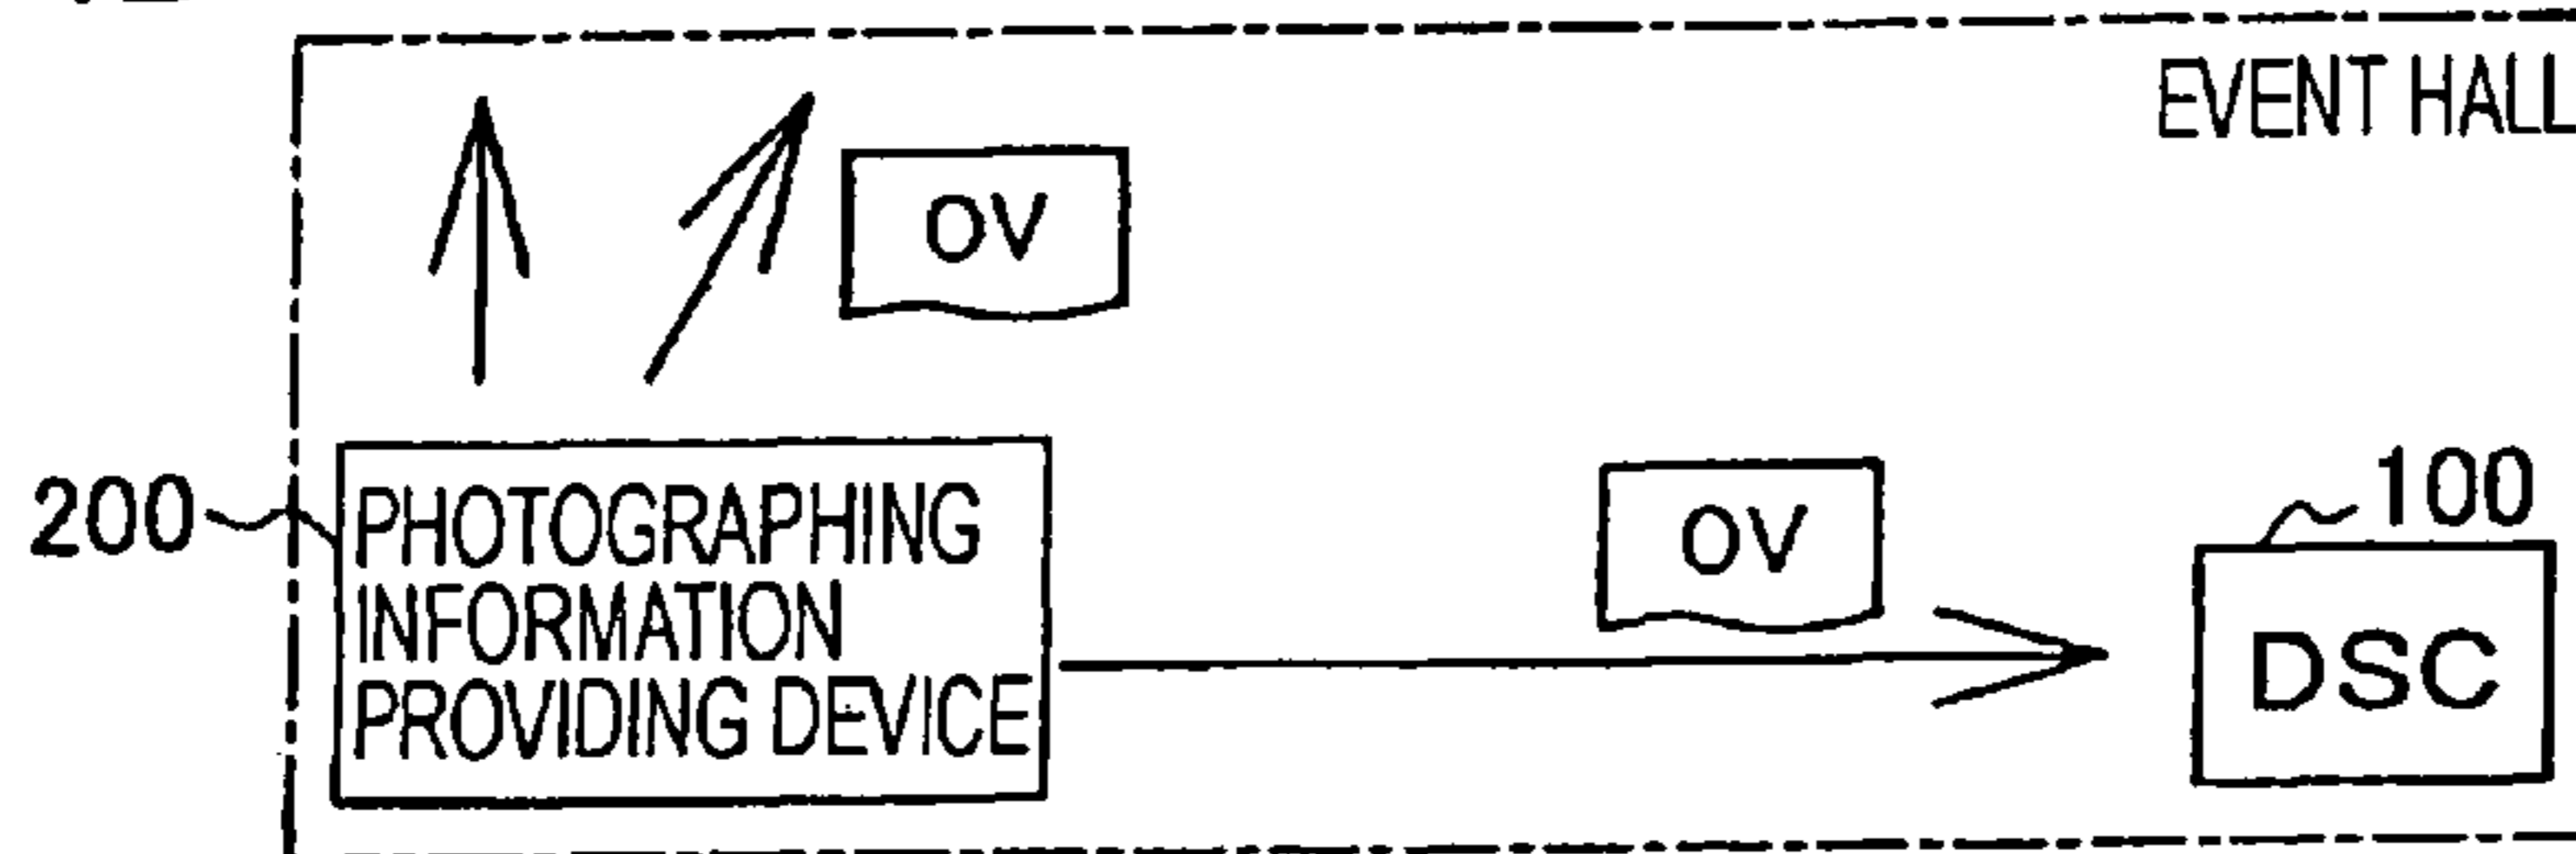 EVENT HALL
OV
200
PHOTOGRAPHING
INFORMATION
PROVIDING DEVICE
OV
100
DSC